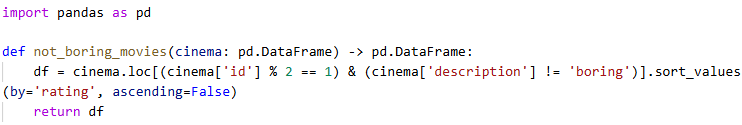 import pandas as pd
def not_boring_movies(cinema: pd.DataFrame) -> pd.DataFrame:
    df = cinema.loc[(cinema['id'] % 2 == 1) & (cinema['description'] != 'boring')].sort_values
(by='rating', ascending=False)
    return df